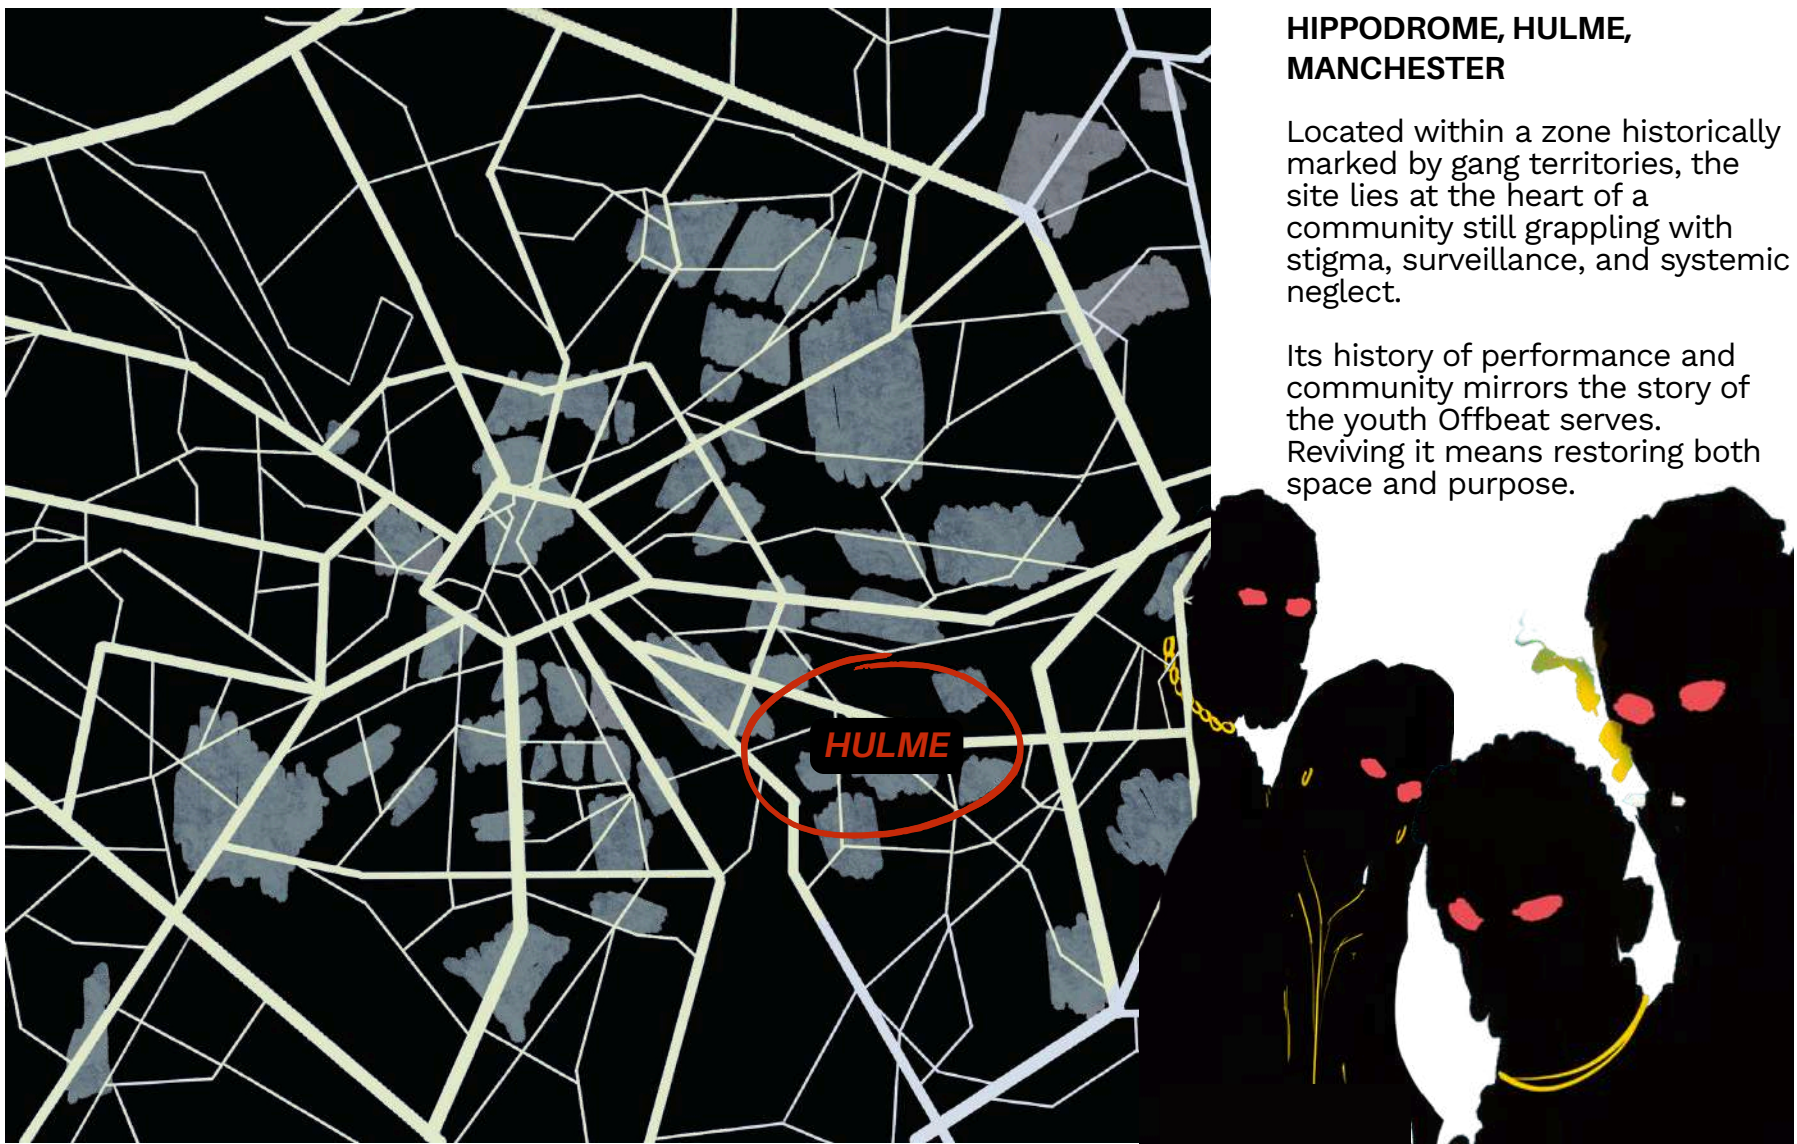 HIPPODROME, HULME,
MANCHESTER
Located within a zone historically
marked by gang territories, the
site lies at the heart of a
community still grappling with
stigma, surveillance, and systemic
neglect.
Its history of performance and
community mirrors the story of
the youth Offbeat serves.
Reviving it means restoring both
space and purpose.
HULME